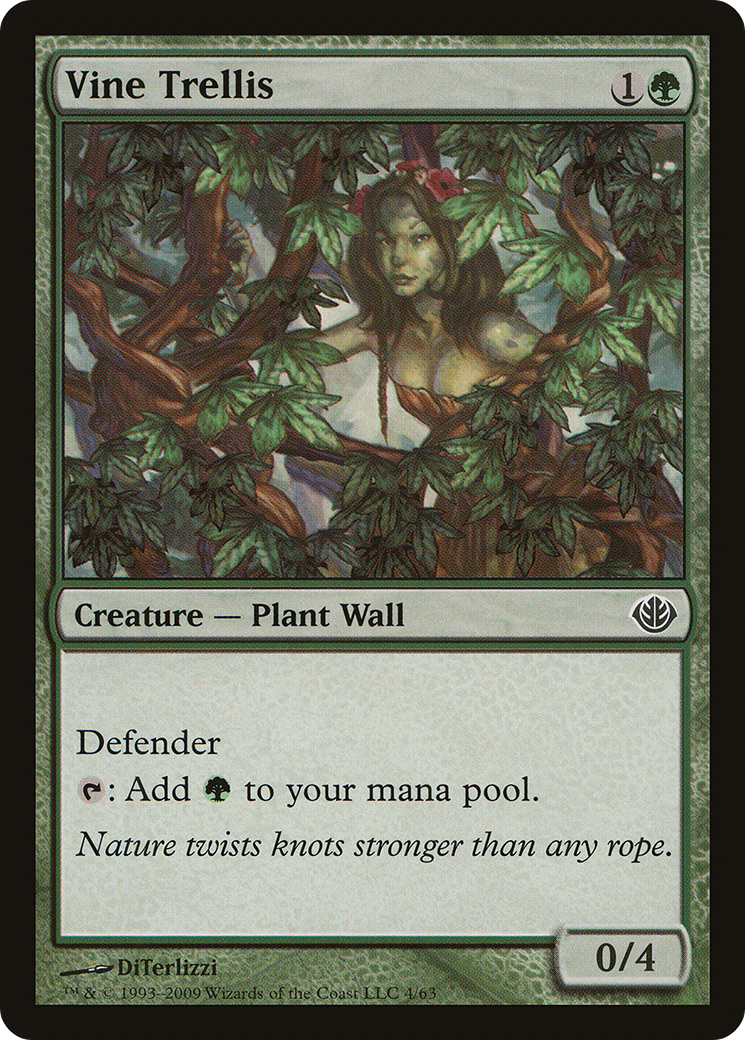 Vine Trellis 1
Creature — Plant Wall
Defender
: Add to your mana pool.
Nature twists knots stronger than any rope.
0/4
DiTerlizzi
™ & © 1993–2009 Wizards of the Coast LLC 4/63